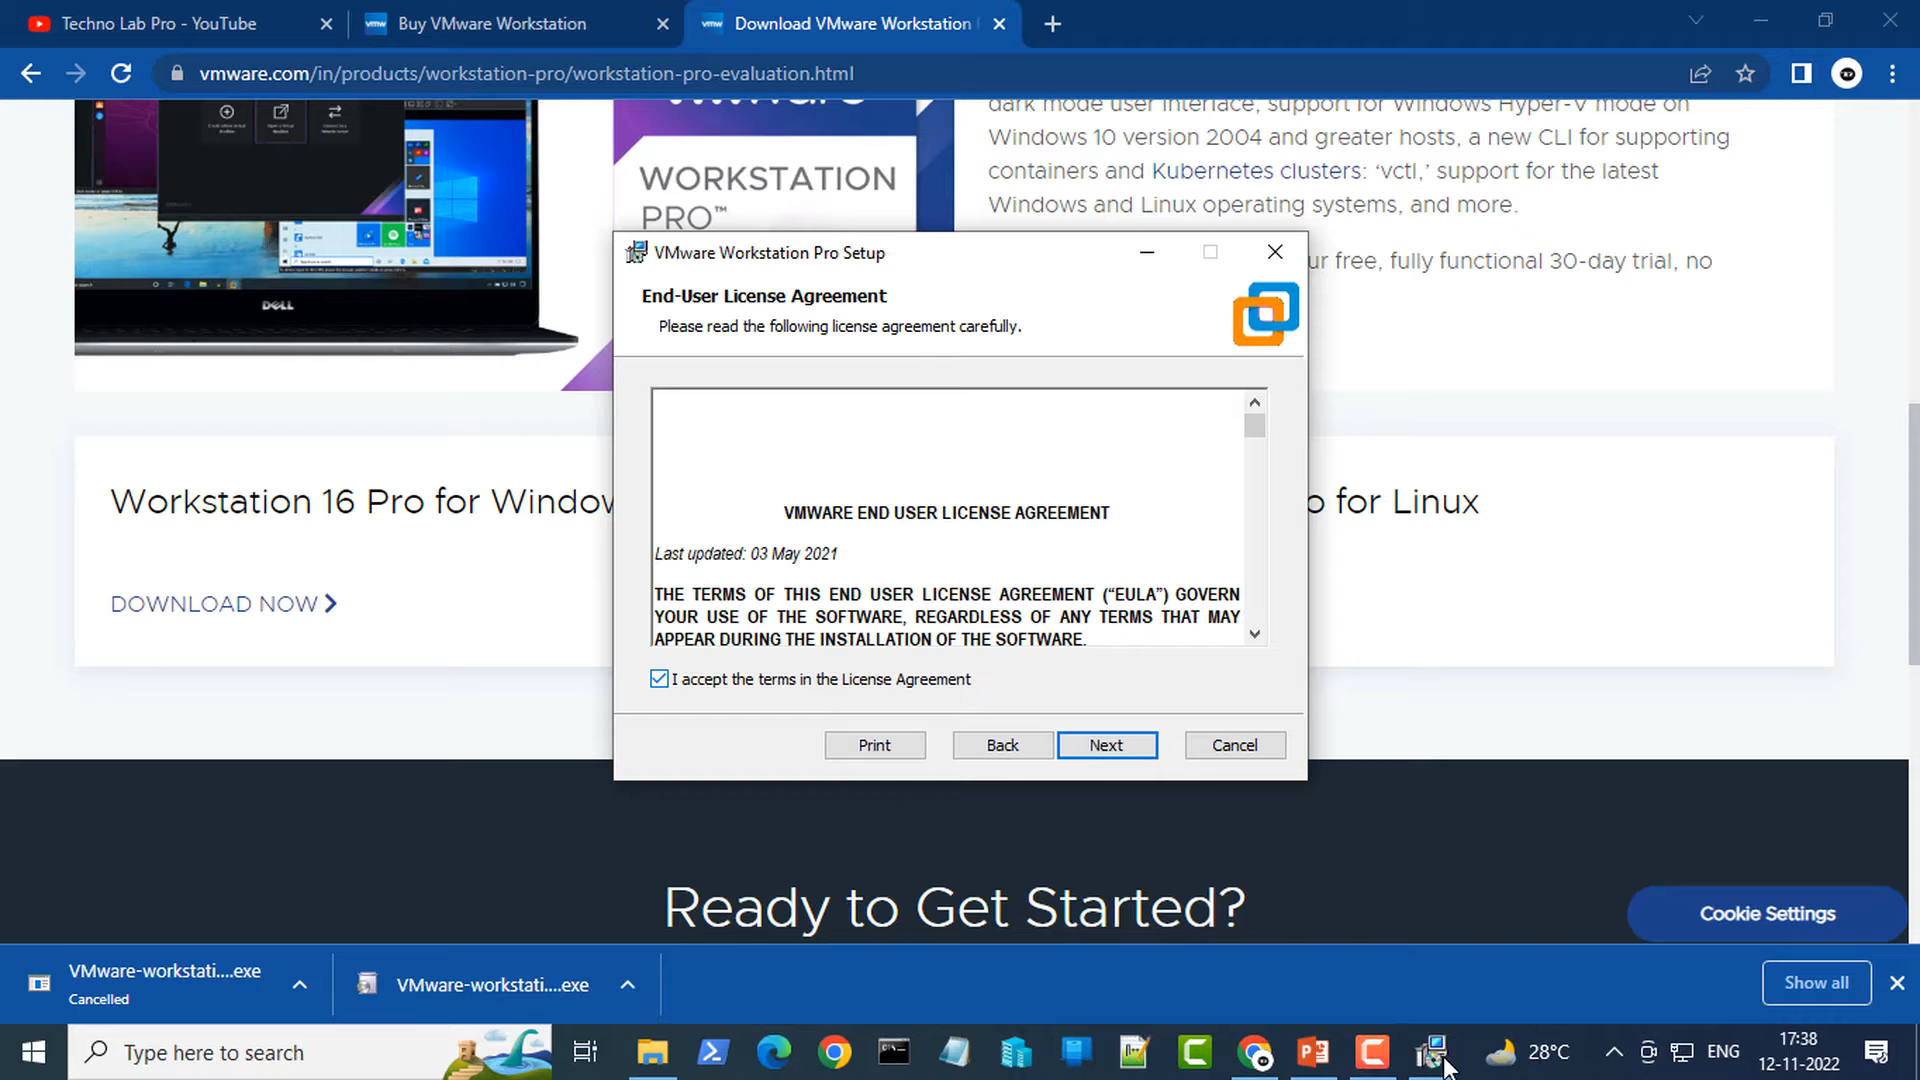 Techno Lab Pro - YouTube
Buy VMware Workstation
Download VMware Workstation
vmware.com/in/products/workstation-pro/workstation-pro-evaluation.html
dark mode user interface, support for Windows Hyper-V mode on
Windows 10 version 2004 and greater hosts, a new CLI for supporting
containers and Kubernetes clusters: ‘vctl,’ support for the latest
Windows and Linux operating systems, and more.
ur free, fully functional 30-day trial, no
WORKSTATION
PRO™
DELL
VMware Workstation Pro Setup
End-User License Agreement
Please read the following license agreement carefully.
VMWARE END USER LICENSE AGREEMENT
Last updated: 03 May 2021
THE TERMS OF THIS END USER LICENSE AGREEMENT (“EULA”) GOVERN
YOUR USE OF THE SOFTWARE, REGARDLESS OF ANY TERMS THAT MAY
APPEAR DURING THE INSTALLATION OF THE SOFTWARE.
I accept the terms in the License Agreement
Print
Back
Next
Cancel
Workstation 16 Pro for Window
o for Linux
DOWNLOAD NOW
Ready to Get Started?
Cookie Settings
VMware-workstati....exe
Cancelled
VMware-workstati....exe
Show all
Type here to search
28°C
ENG
17:38
12-11-2022